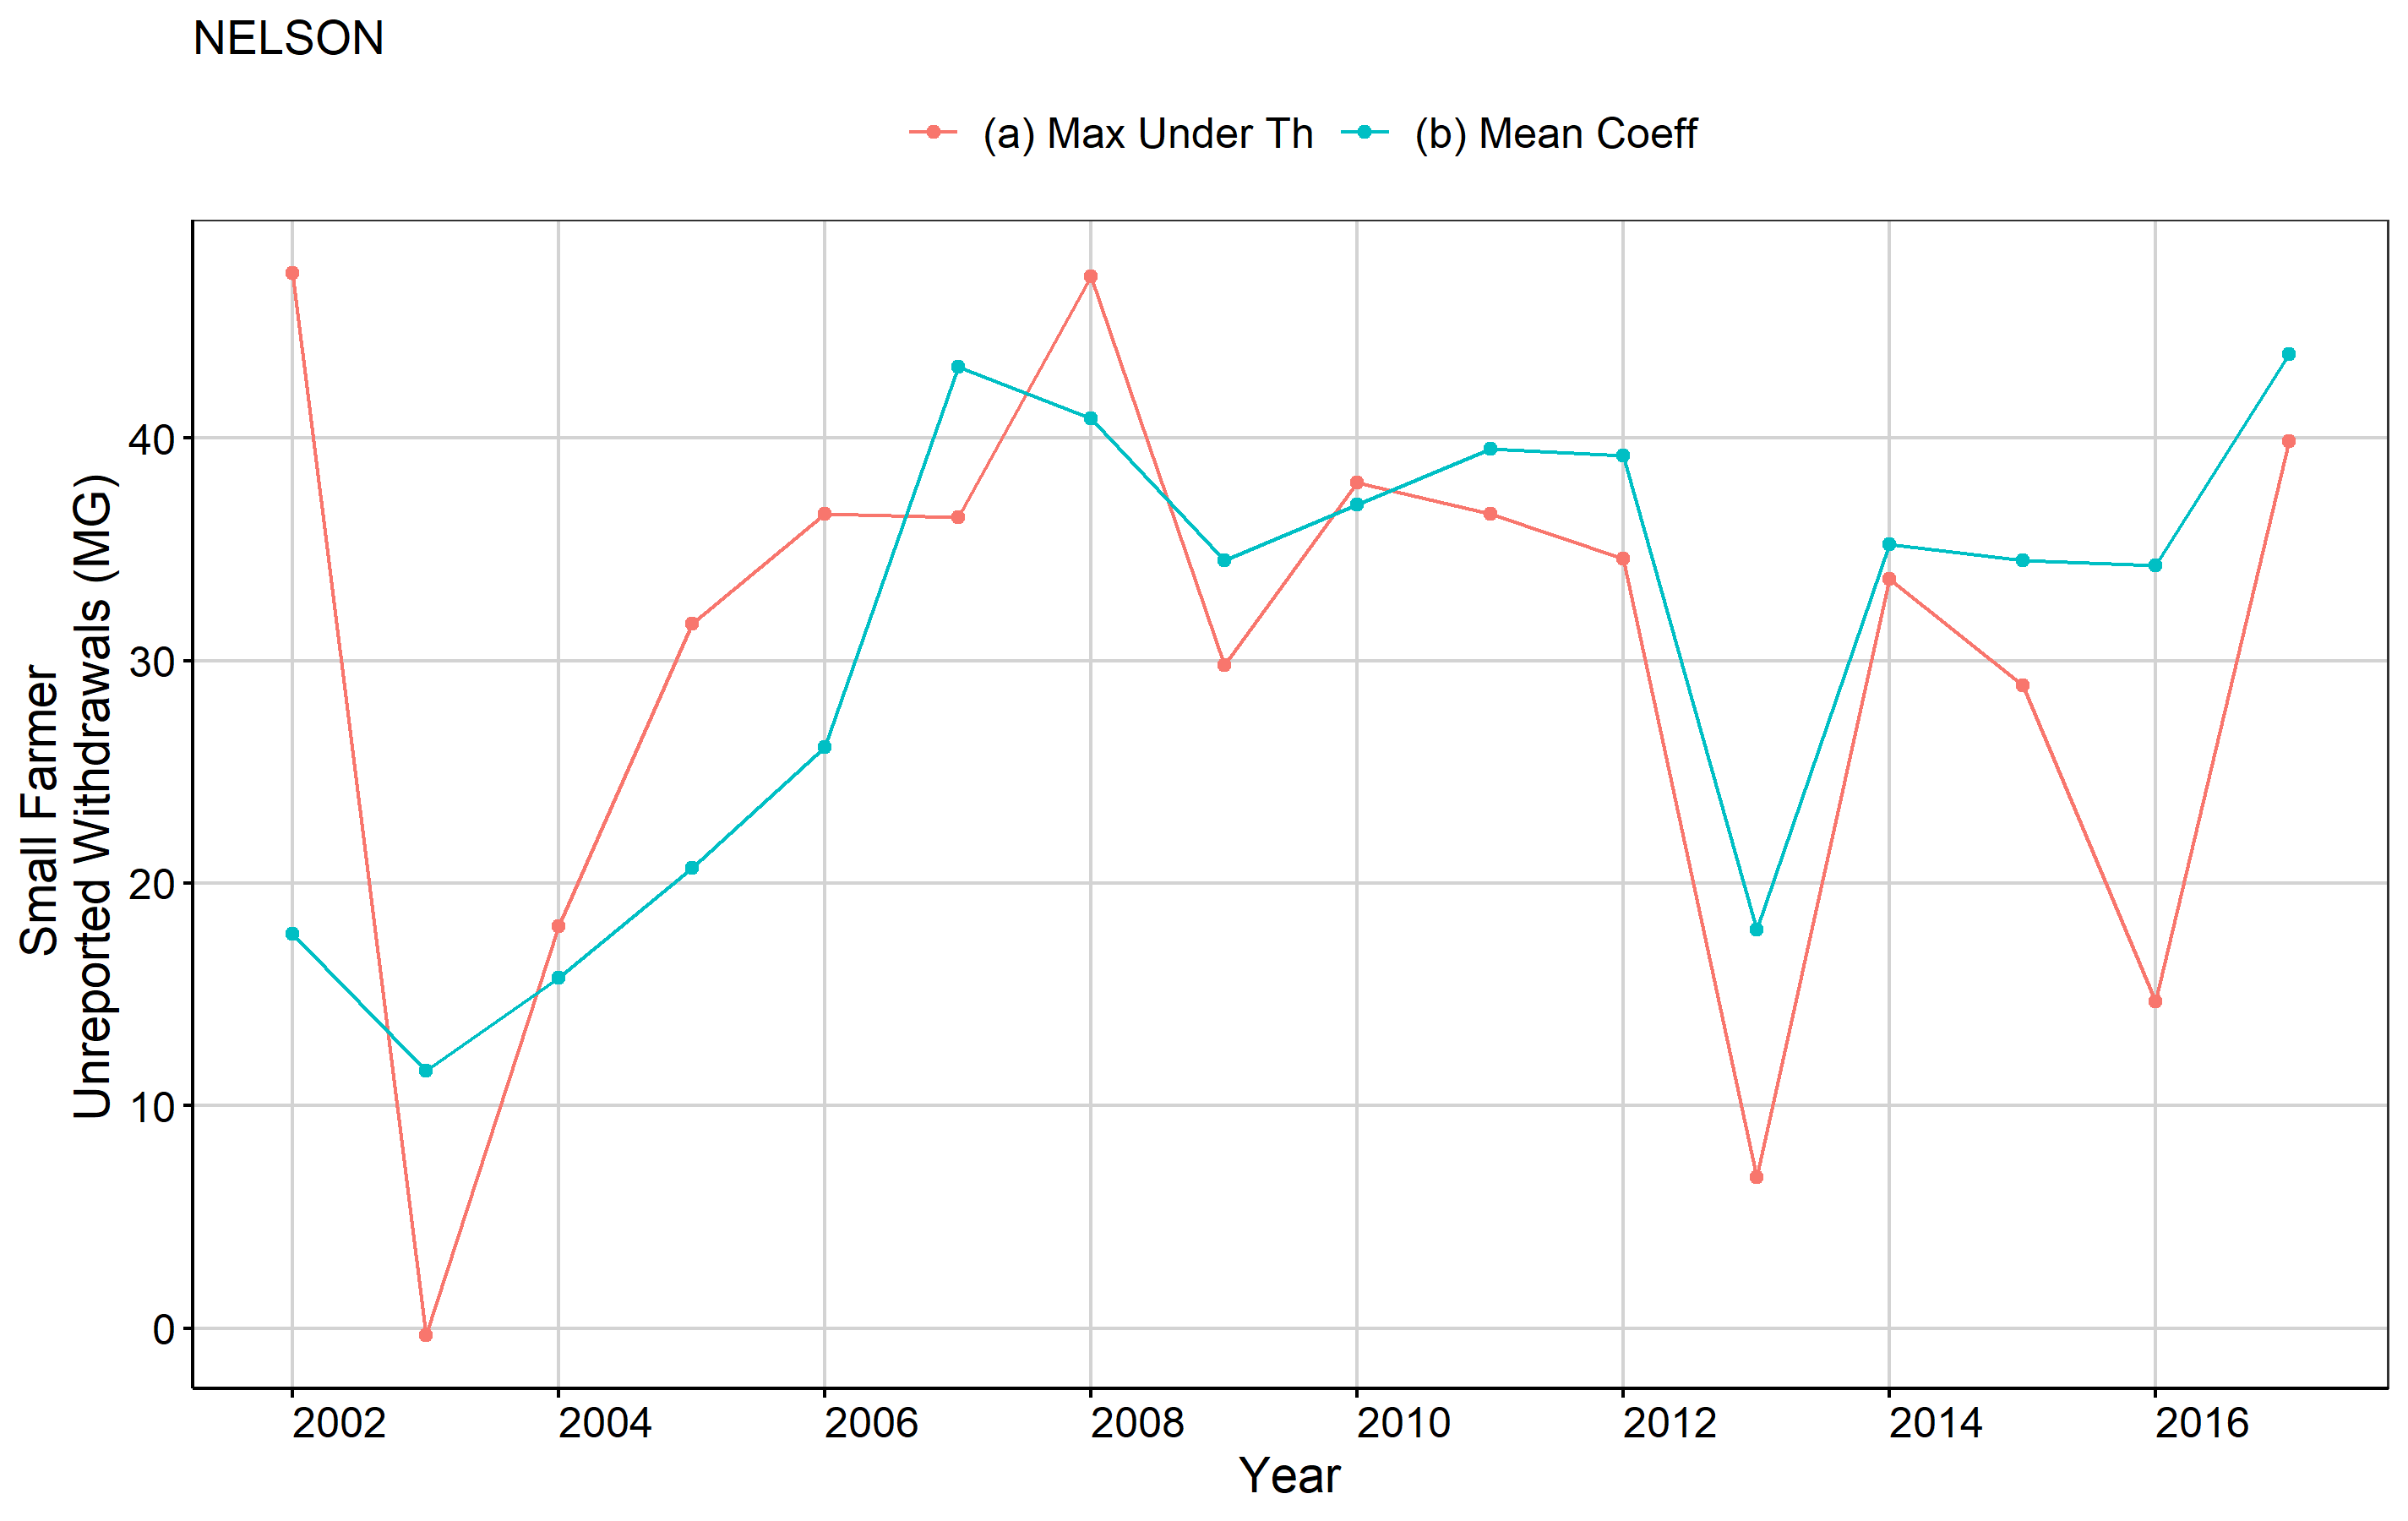 NELSON
(a) Max Under Th (b) Mean Coeff
Small Farmer
Unreported Withdrawals (MG)
40
30
20
10
0
2002 2004 2006 2008 2010 2012 2014 2016
Year